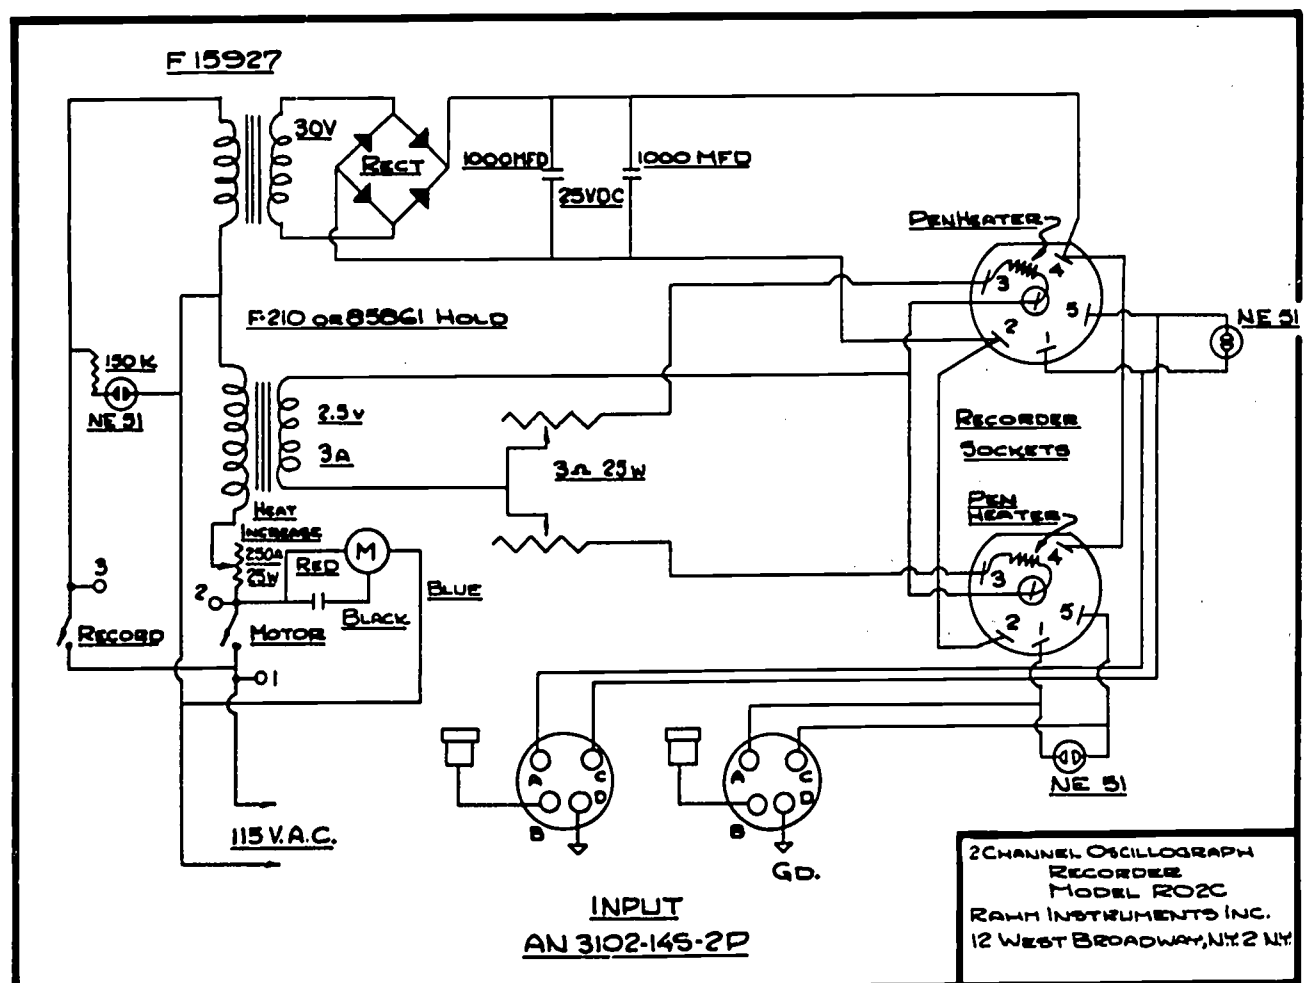 F 15927
30V
RECT
1000MFD
1000 MFD
25VDC
PEN HEATER
3
4
2
1
5
NE 51
F-210 OR 85861 HOLD
150 K
NE 51
2.5V
3A
3Ω 25W
RECORDER
SOCKETS
PEN
HEATER
3
4
2
1
5
HEAT
INCREASE
250Ω
25W
RED
M
BLUE
BLACK
3
2
RECORD
MOTOR
1
A
C
B
D
A
C
B
D
NE 51
115 V.A.C.
GD.
INPUT
AN 3102-14S-2P
2 CHANNEL OSCILLOGRAPH
RECORDER
MODEL RO2C
RAHM INSTRUMENTS INC.
12 WEST BROADWAY, N.Y. 2 N.Y.